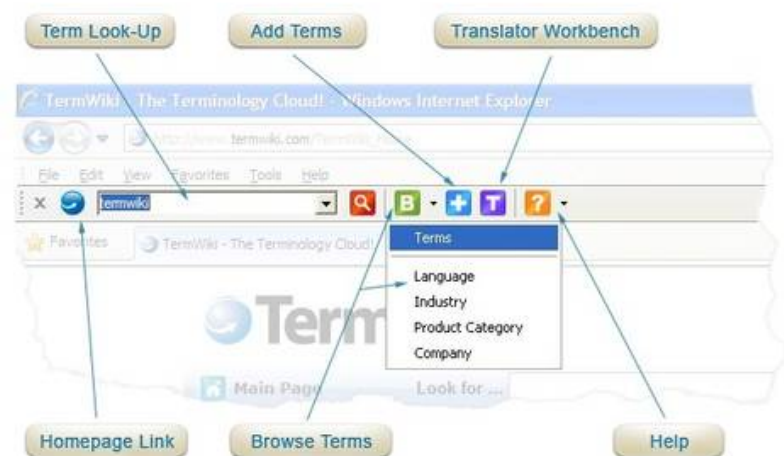 Term Look-Up
Add Terms
Translator Workbench
TermWiki - The Terminology Cloud! - Windows Internet Explorer
termwiki.com/
File Edit View Favorites Tools Help
X termwiki B T ?
Favorites TermWiki - The Terminology Cloud!
Terms
Language
Industry
Product Category
Company
Term
Main Page Look for ...
Homepage Link
Browse Terms
Help